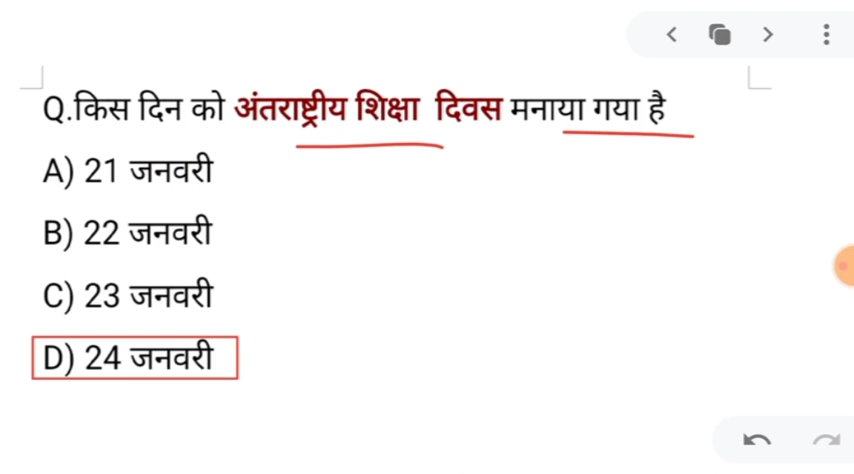 Q.किस दिन को अंतराष्ट्रीय शिक्षा दिवस मनाया गया है
A) 21 जनवरी
B) 22 जनवरी
C) 23 जनवरी
D) 24 जनवरी